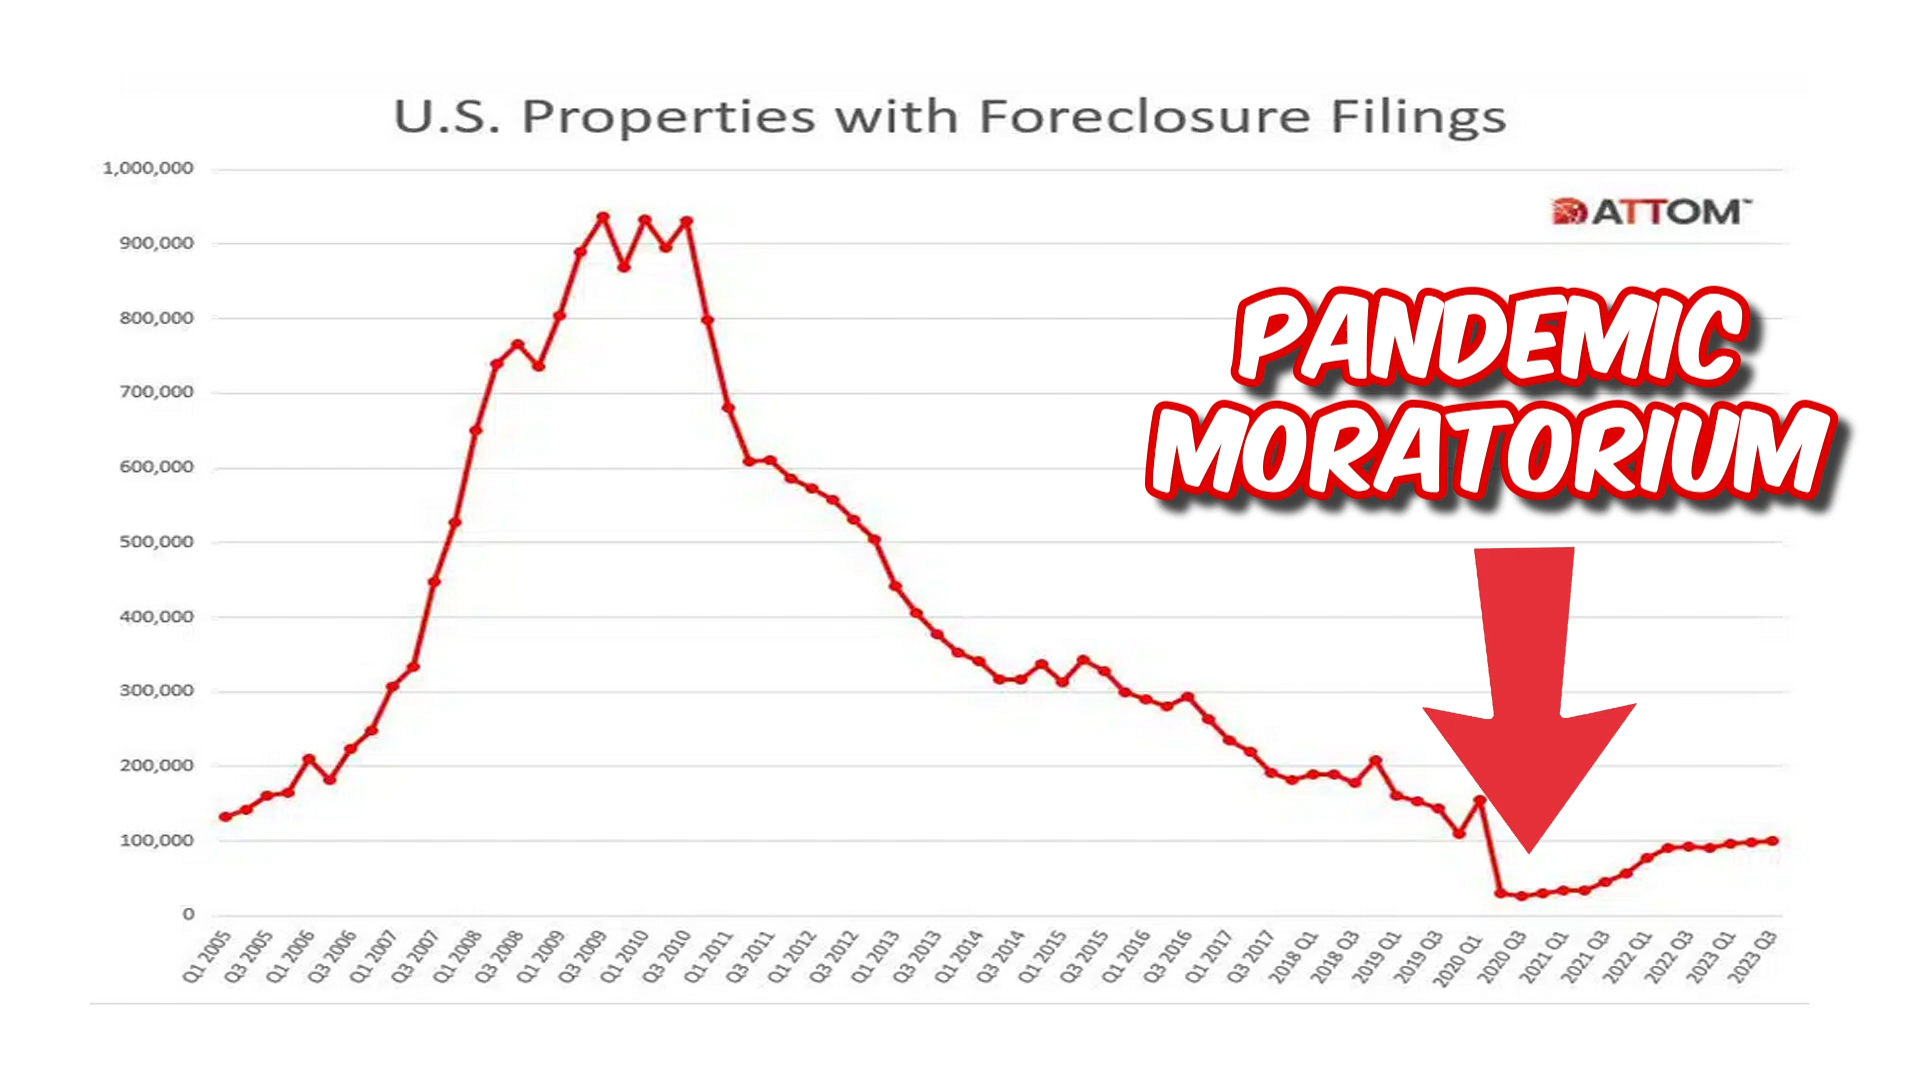 U.S. Properties with Foreclosure Filings
1,000,000
900,000
800,000
700,000
600,000
500,000
400,000
300,000
200,000
100,000
0
ATTOM™
PANDEMIC
MORATORIUM
Q1 2005
Q3 2005
Q1 2006
Q3 2006
Q1 2007
Q3 2007
Q1 2008
Q3 2008
Q1 2009
Q3 2009
Q1 2010
Q3 2010
Q1 2011
Q3 2011
Q1 2012
Q3 2012
Q1 2013
Q3 2013
Q1 2014
Q3 2014
Q1 2015
Q3 2015
Q1 2016
Q3 2016
Q1 2017
Q3 2017
2018 Q1
2018 Q3
2019 Q1
2019 Q3
2020 Q1
2020 Q3
2021 Q1
2021 Q3
2022 Q1
2022 Q3
2023 Q1
2023 Q3